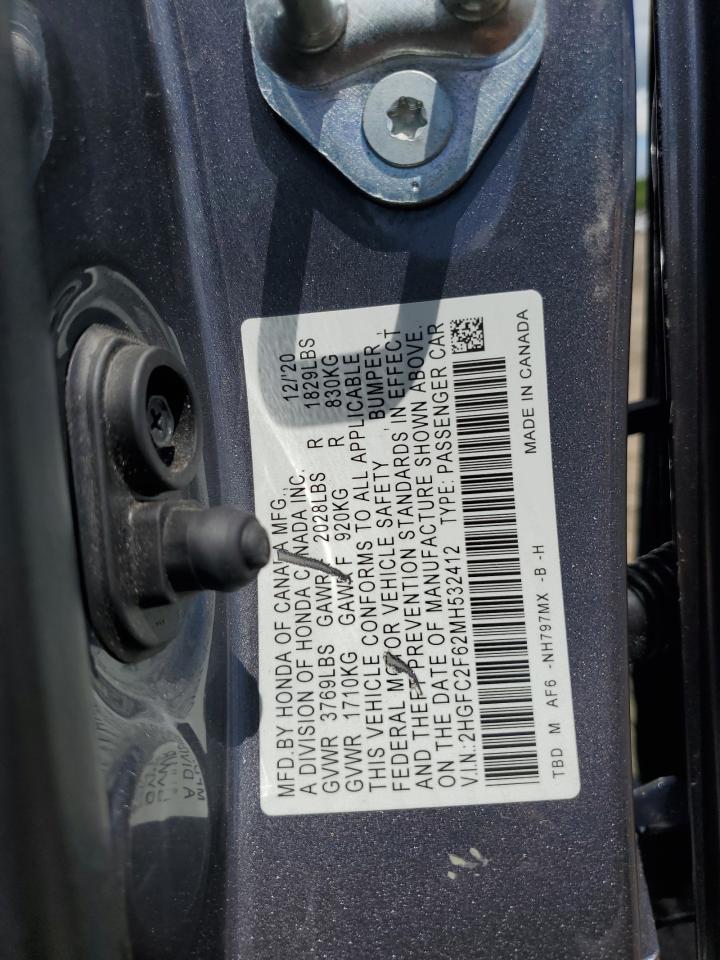 MFD.BY HONDA OF CANADA MFG., 12/'20
A DIVISION OF HONDA CANADA INC.
GVWR 3769LBS GAWR F 2028LBS R 1829LBS
GVWR 1710KG GAWR F 920KG R 830KG
THIS VEHICLE CONFORMS TO ALL APPLICABLE
FEDERAL MOTOR VEHICLE SAFETY, BUMPER,
AND THEFT PREVENTION STANDARDS IN EFFECT
ON THE DATE OF MANUFACTURE SHOWN ABOVE.
V.IN.:2HGFC2F62MH532412 TYPE: PASSENGER CAR
TBD M AF6 -NH797MX -B -H MADE IN CANADA